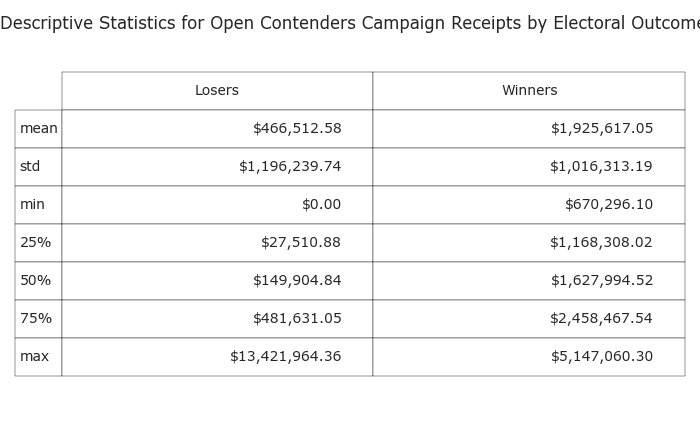 Descriptive Statistics for Open Contenders Campaign Receipts by Electoral Outcome
Losers Winners
mean $466,512.58 $1,925,617.05
std $1,196,239.74 $1,016,313.19
min $0.00 $670,296.10
25% $27,510.88 $1,168,308.02
50% $149,904.84 $1,627,994.52
75% $481,631.05 $2,458,467.54
max $13,421,964.36 $5,147,060.30